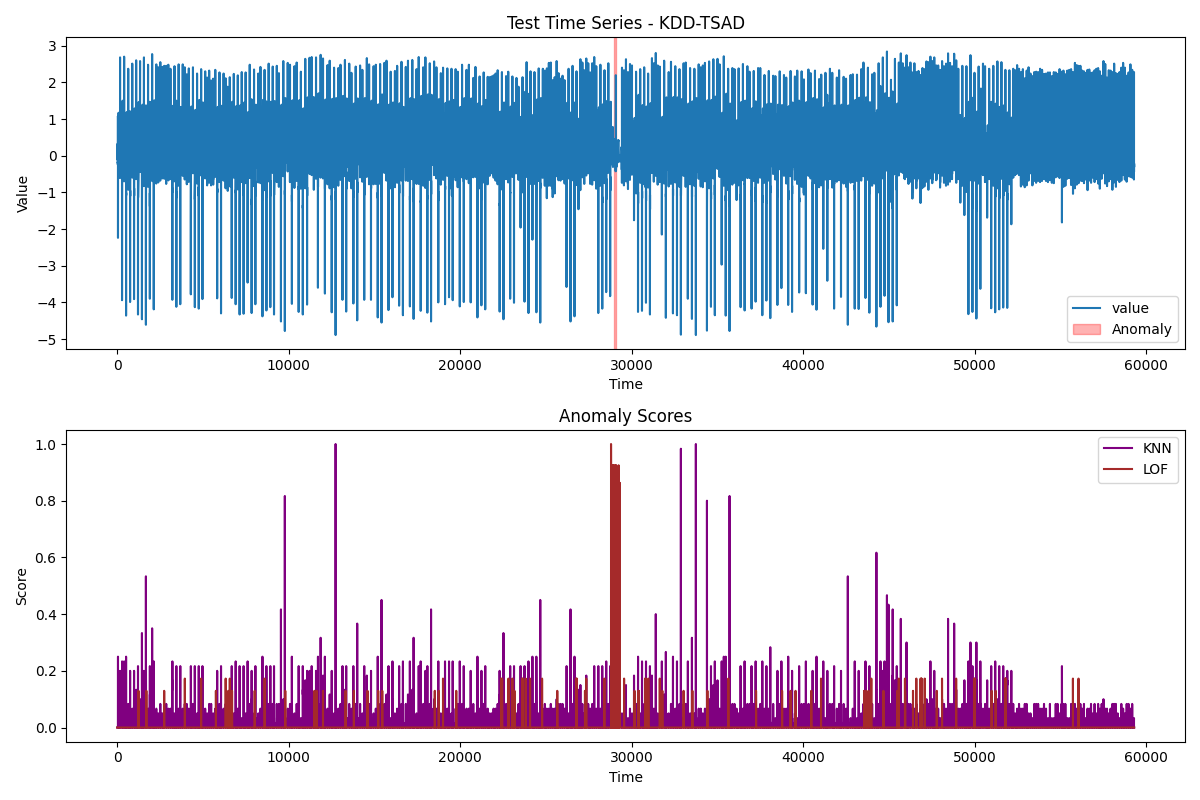 Test Time Series - KDD-TSAD
3
2
1
0
−1
−2
−3
−4
−5
Value
value
Anomaly
0 10000 20000 30000 40000 50000 60000
Time
Anomaly Scores
1.0
0.8
0.6
0.4
0.2
0.0
Score
KNN
LOF
0 10000 20000 30000 40000 50000 60000
Time